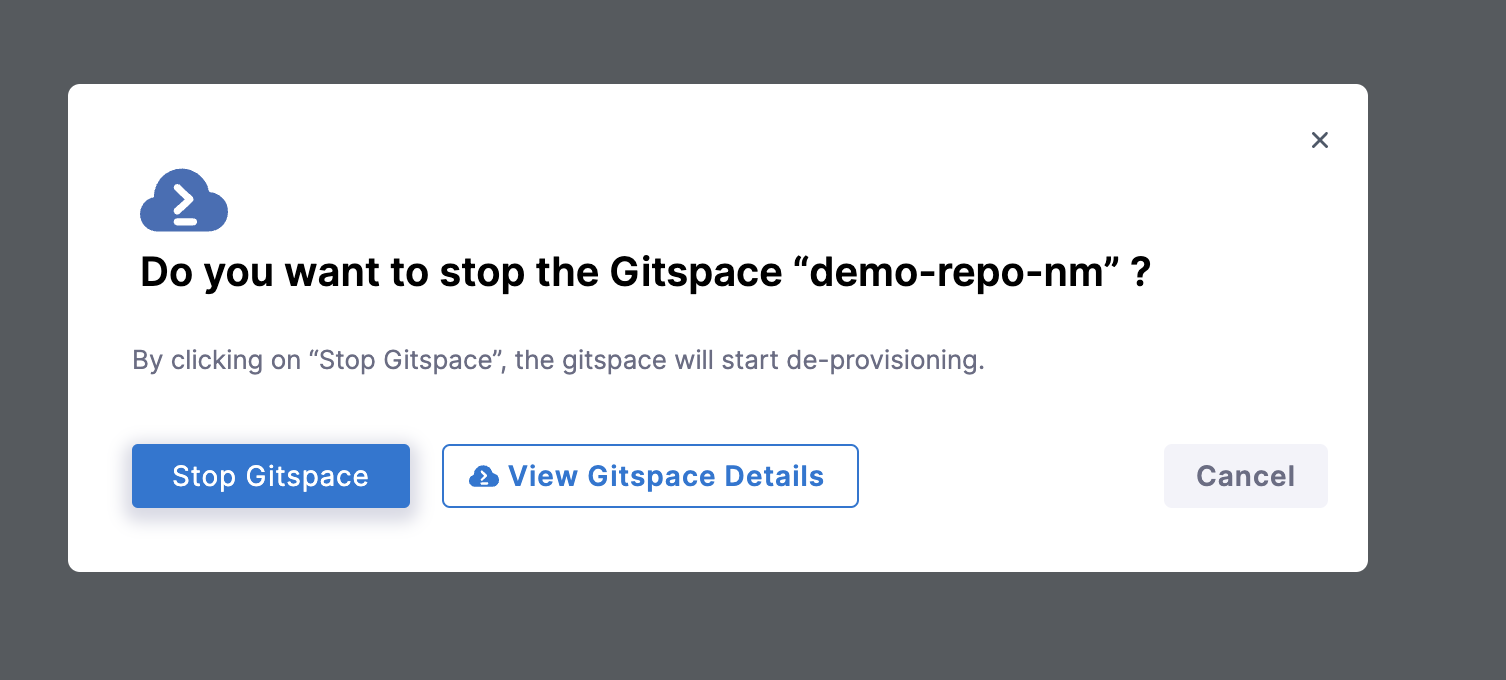 Do you want to stop the Gitspace “demo-repo-nm” ?
By clicking on “Stop Gitspace”, the gitspace will start de-provisioning.
Stop Gitspace
View Gitspace Details
Cancel